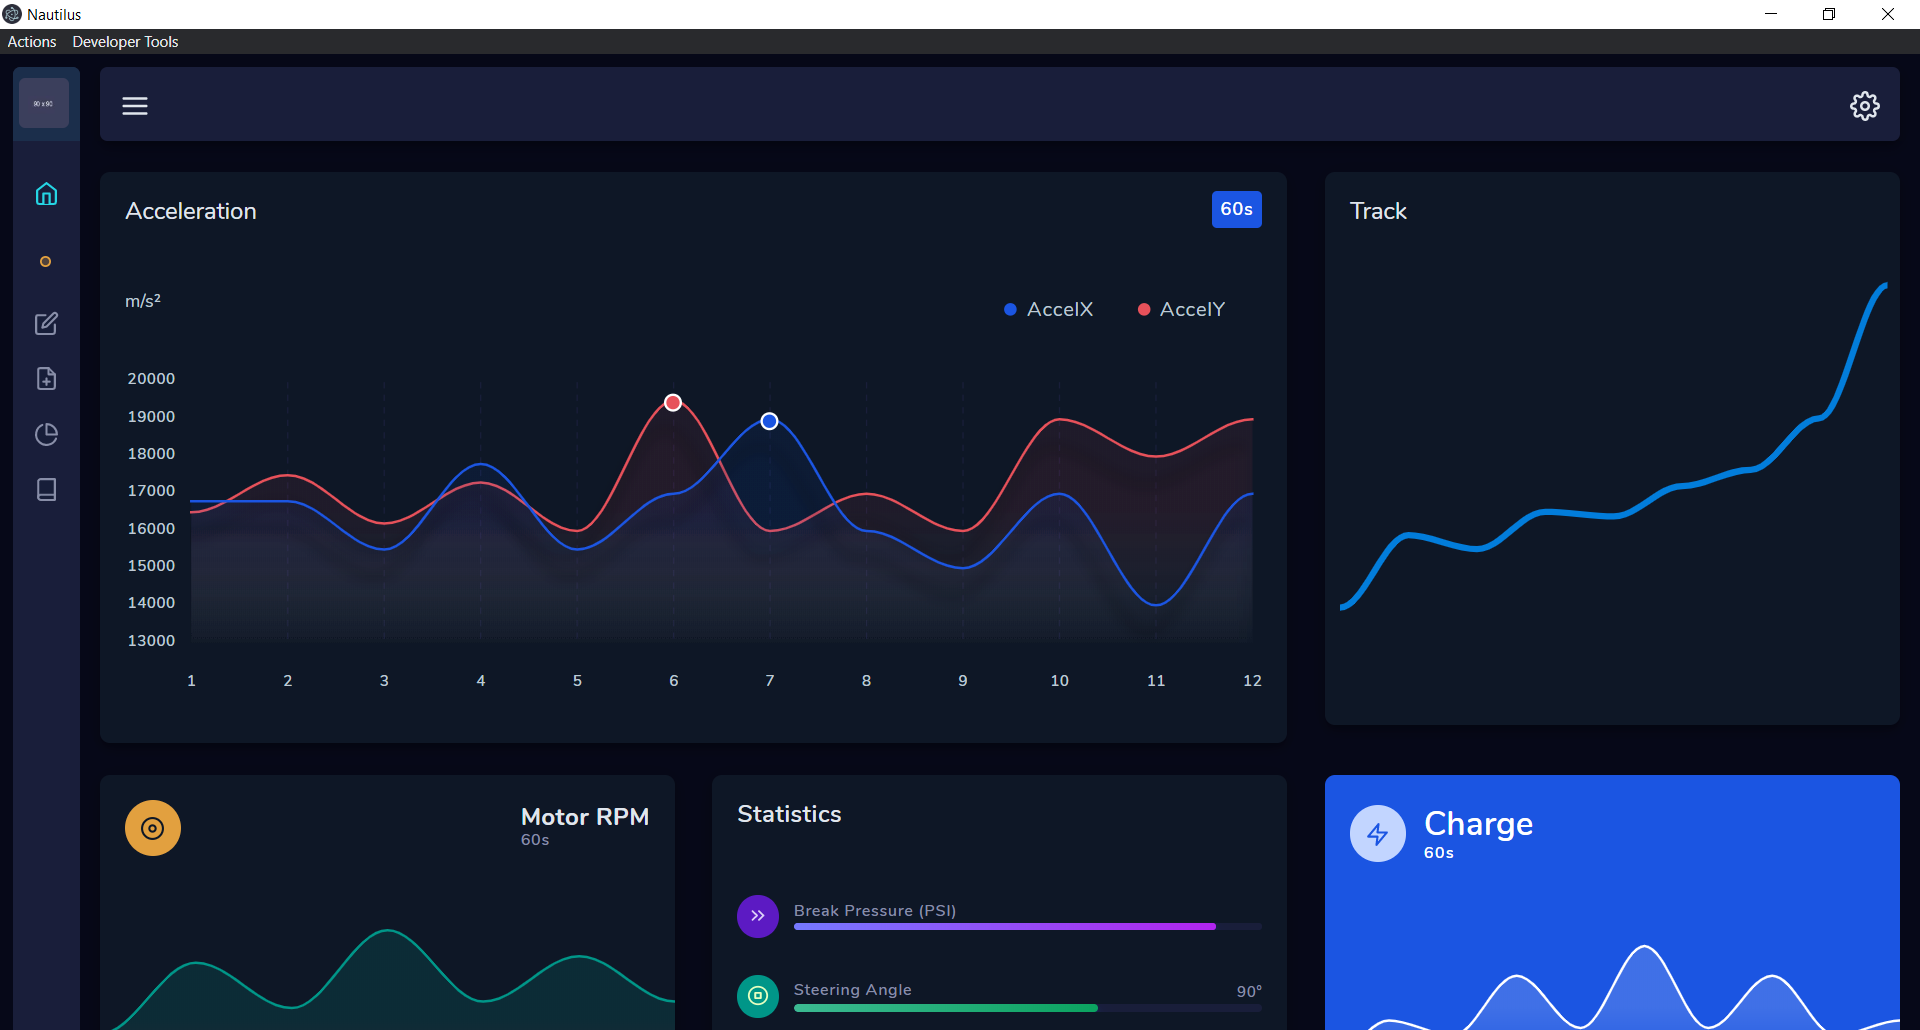 Nautilus
Actions Developer Tools
90 x 90
Acceleration
60s
m/s²
AccelX AccelY
20000
19000
18000
17000
16000
15000
14000
13000
1 2 3 4 5 6 7 8 9 10 11 12
Track
Motor RPM
60s
Statistics
Break Pressure (PSI)
Steering Angle 90°
Charge
60s